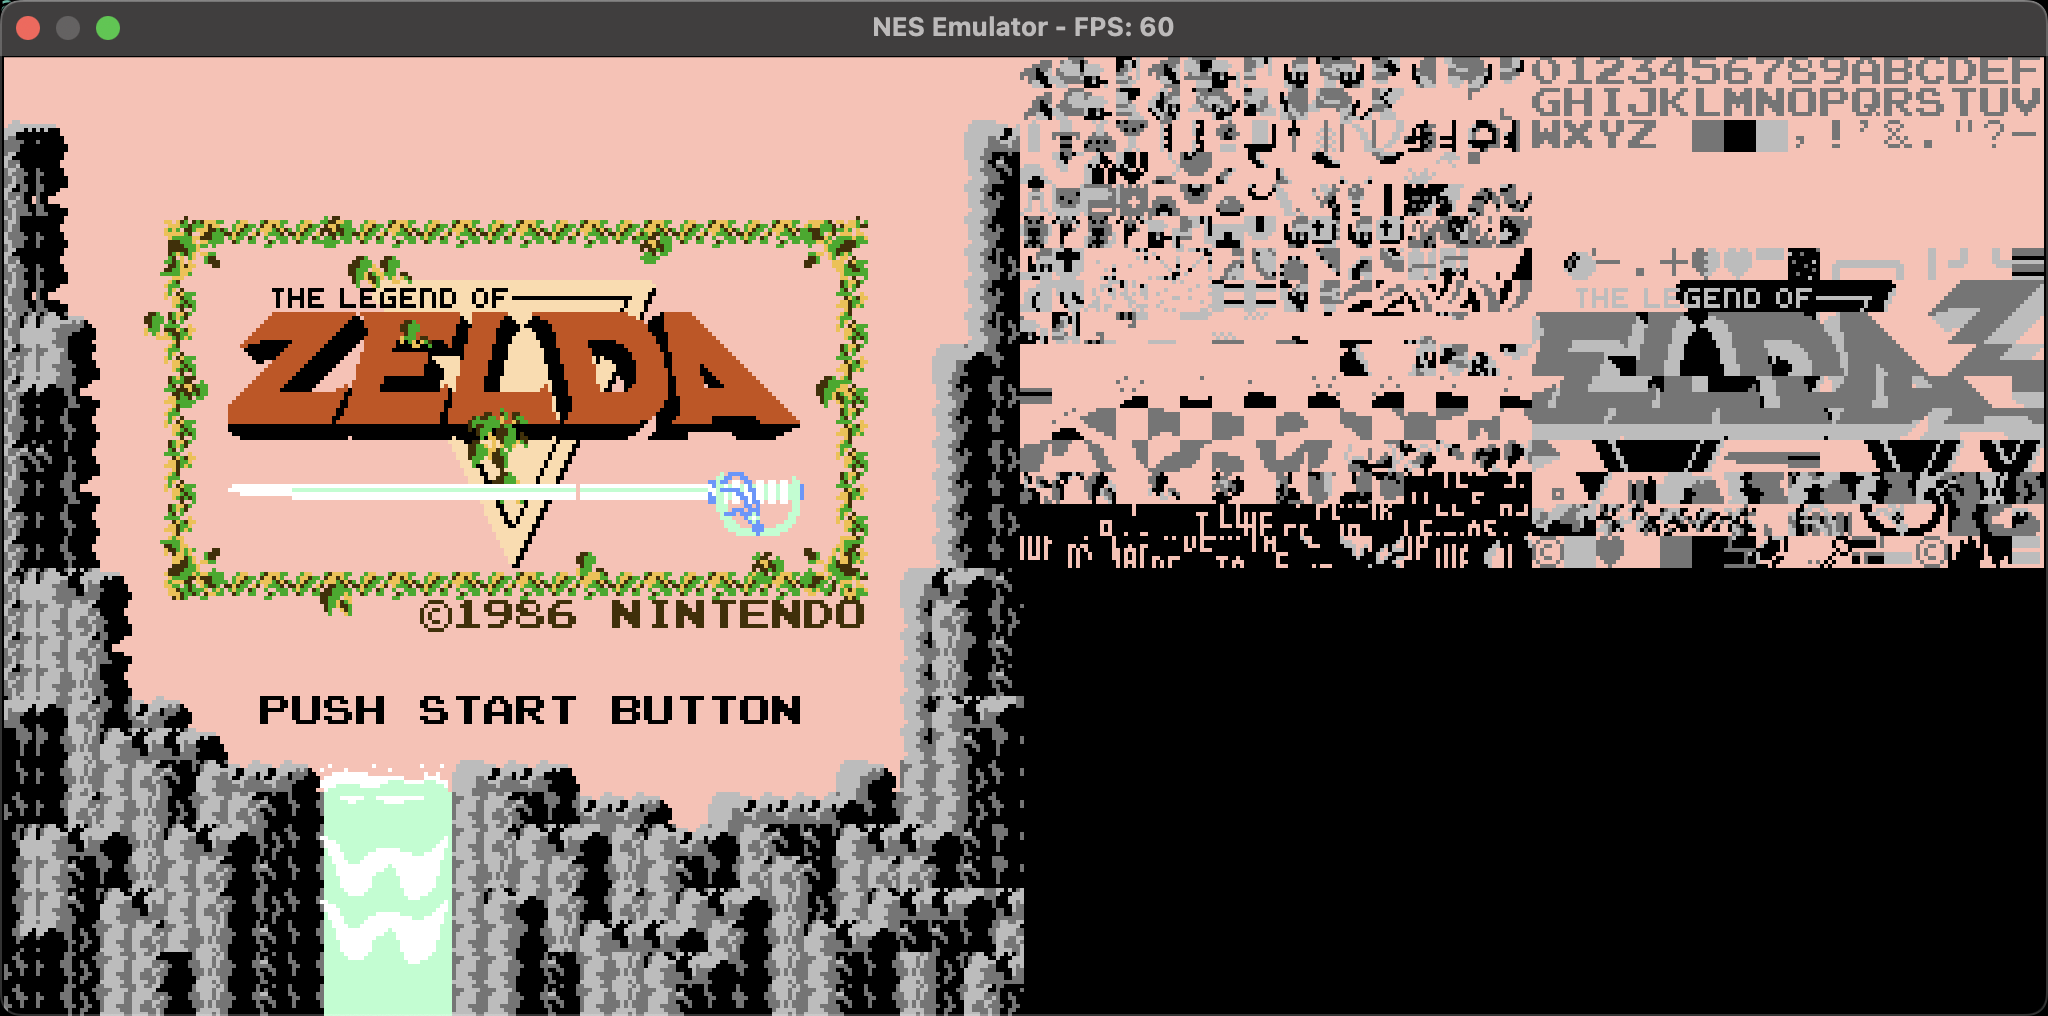 NES Emulator - FPS: 60
THE LEGEND OF
ZELDA
©1986 NINTENDO
PUSH START BUTTON
0123456789ABCDEF
GHIJKLMNOPQRSTUV
WXYZ ,!'&."?-
THE LEGEND OF